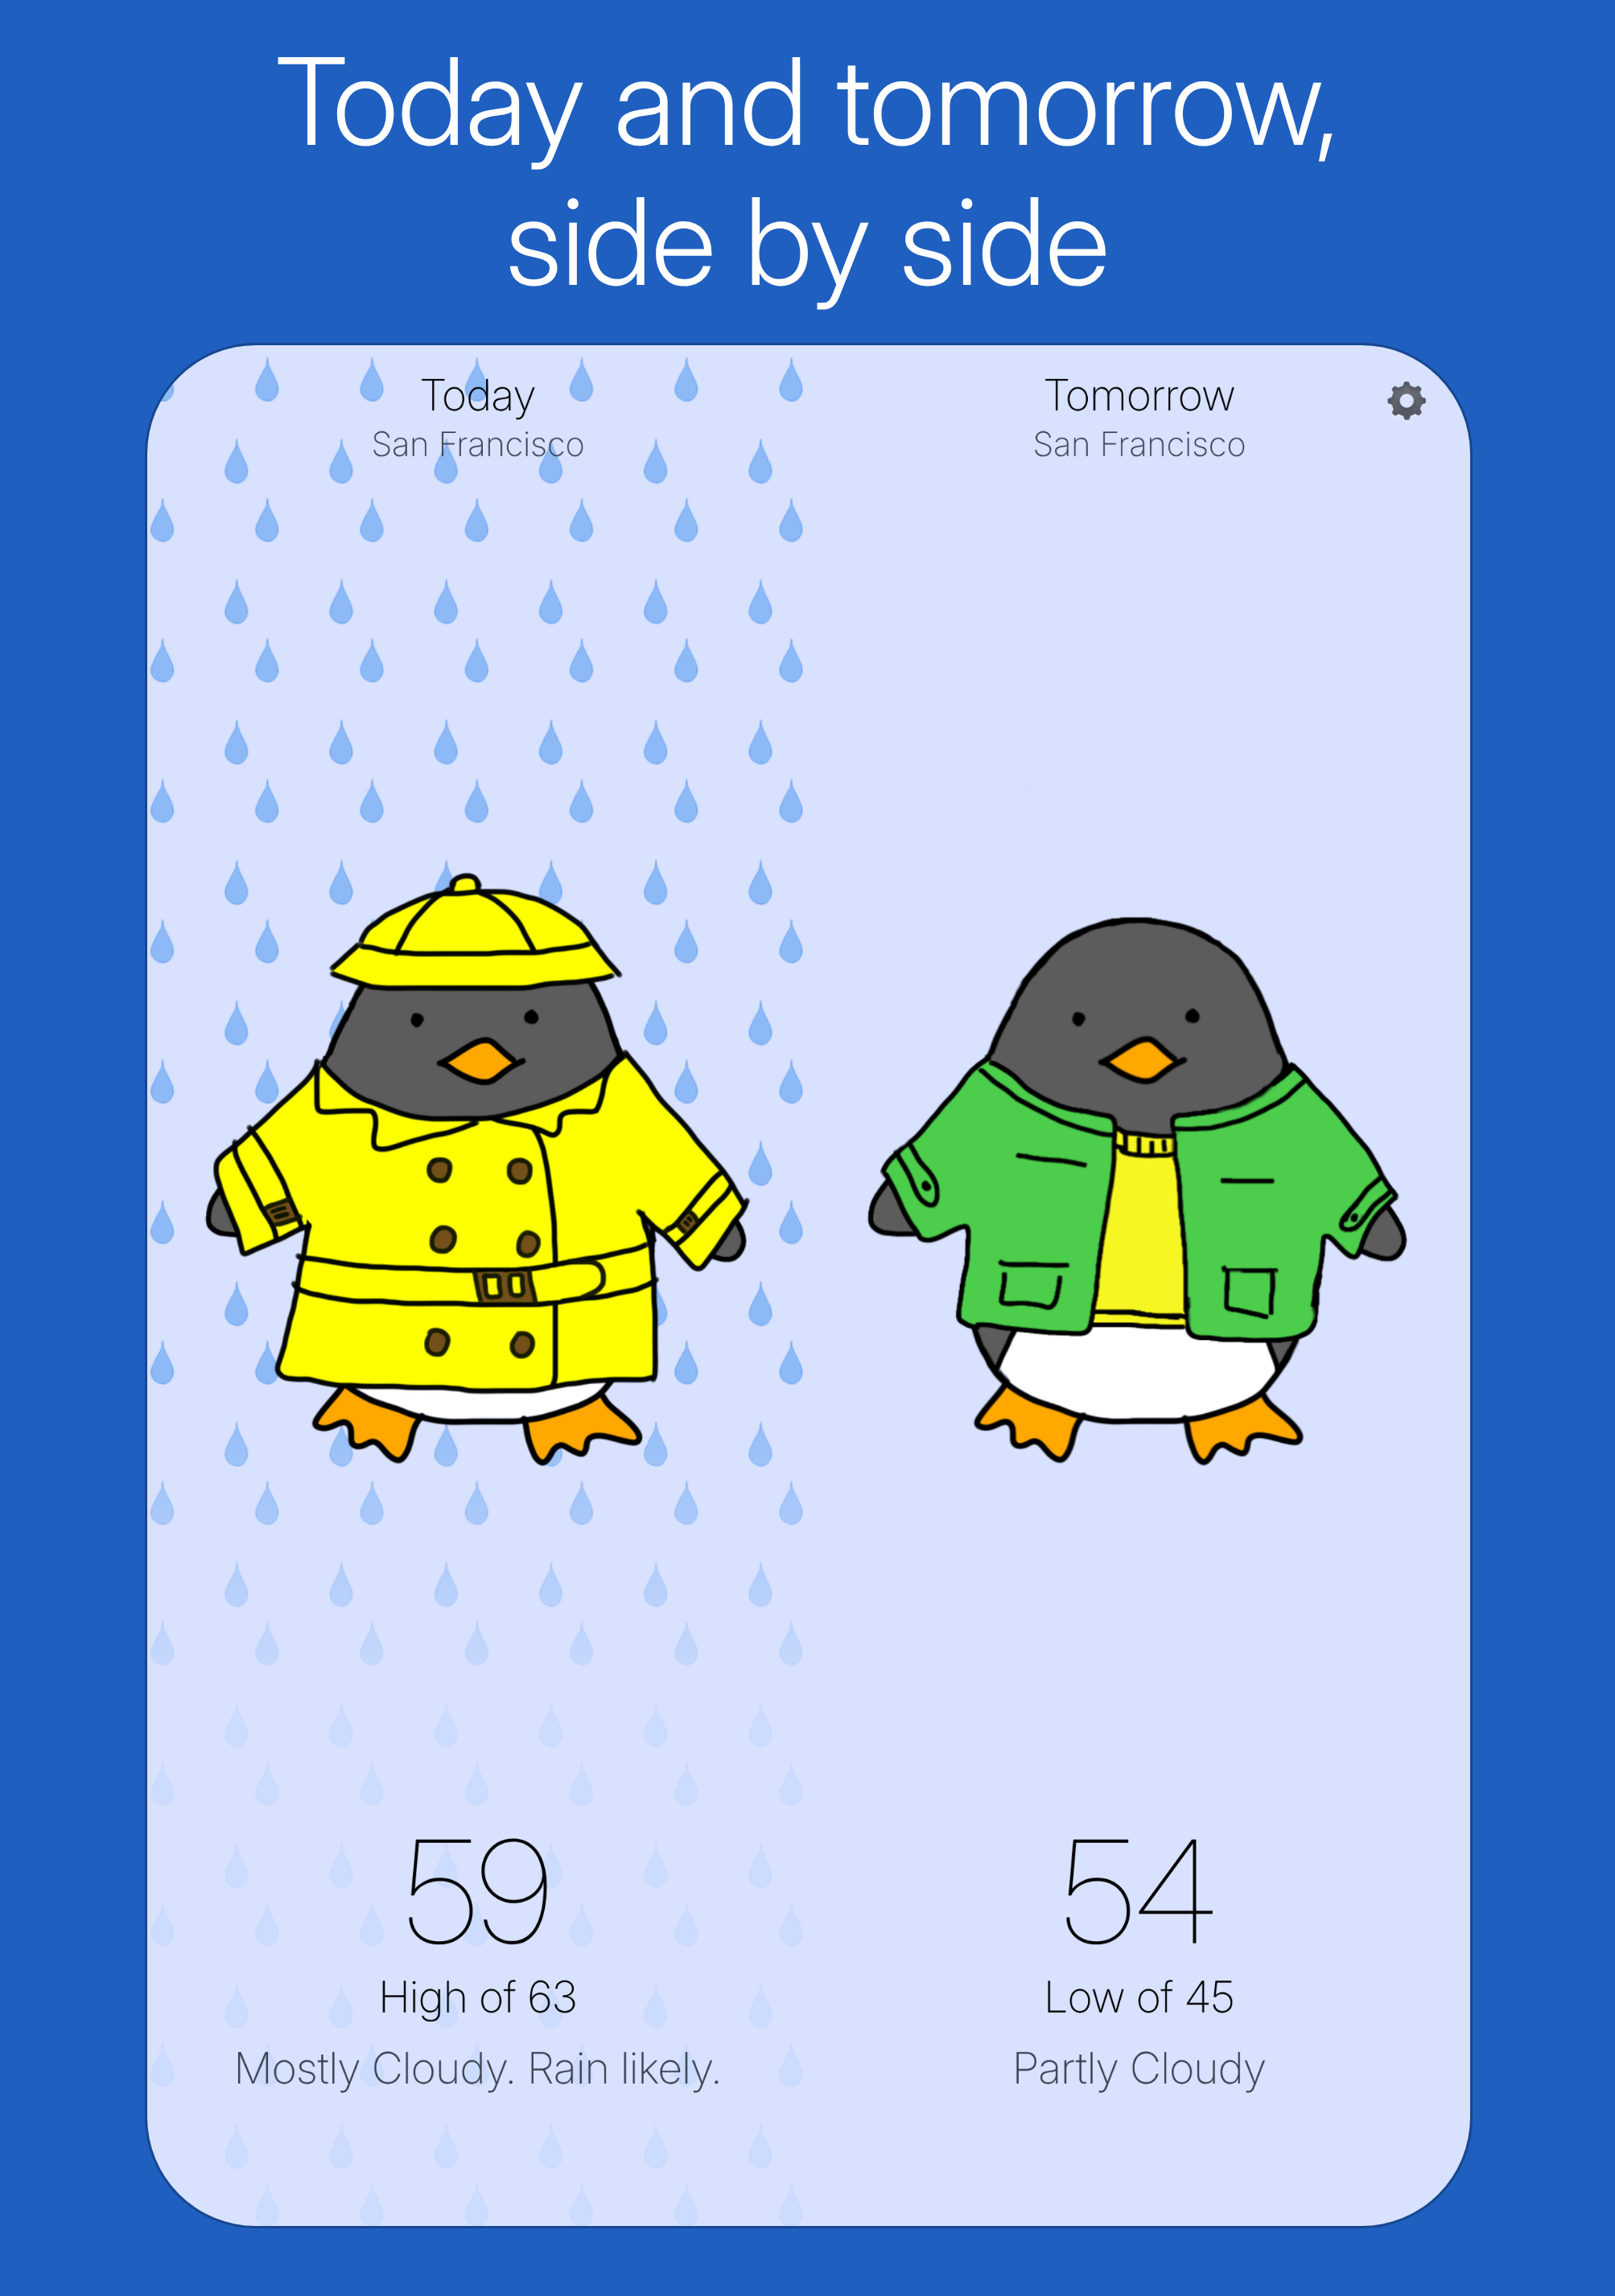 Today and tomorrow,
side by side
Today
San Francisco
Tomorrow
San Francisco
59
High of 63
Mostly Cloudy. Rain likely.
54
Low of 45
Partly Cloudy